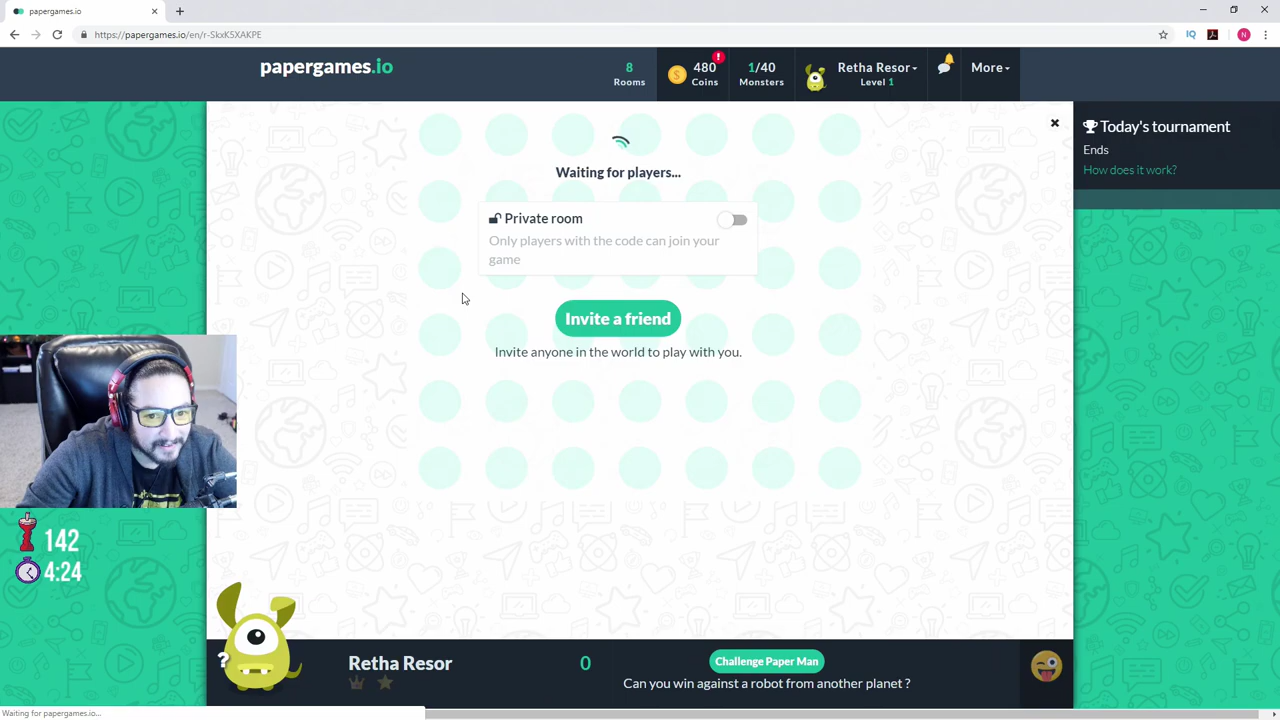 papergames.io
https://papergames.io/en/r-SkxK5XAKPE
IQ
N
papergames.io
8
Rooms
480
Coins
1/40
Monsters
Retha Resor
Level 1
More
Waiting for players...
Private room
Only players with the code can join your
game
Invite a friend
Invite anyone in the world to play with you.
Today's tournament
Ends
How does it work?
142
4:24
?
Retha Resor
0
Challenge Paper Man
Can you win against a robot from another planet ?
Waiting for papergames.io...